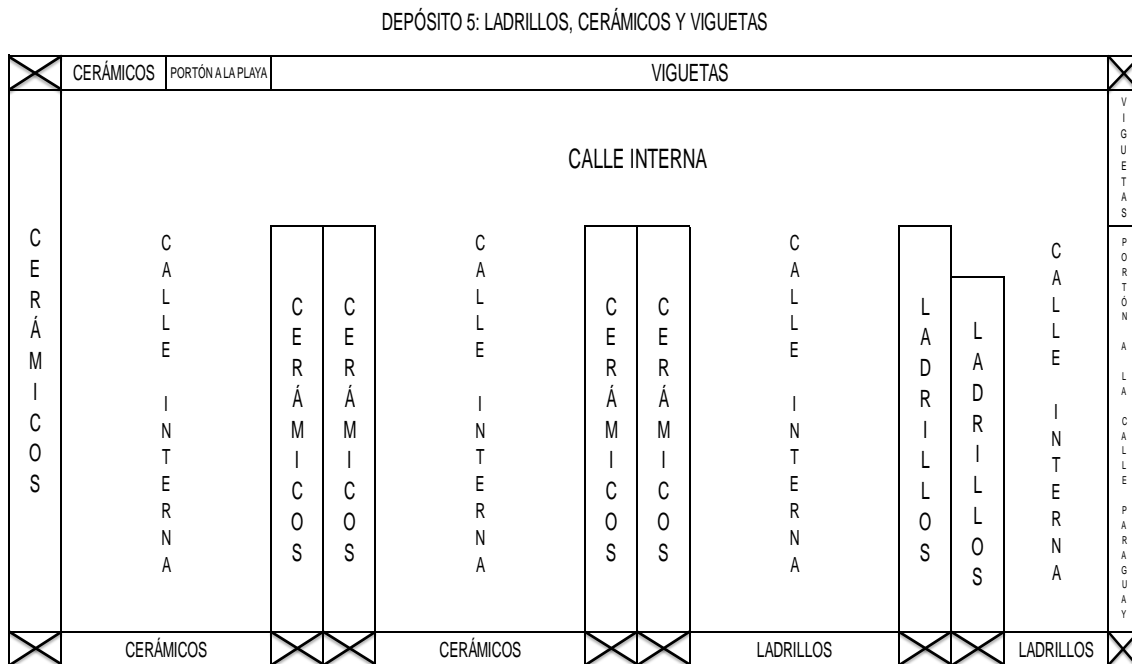 DEPÓSITO 5: LADRILLOS, CERÁMICOS Y VIGUETAS
CERÁMICOS
PORTÓN A LA PLAYA
VIGUETAS
VIGUETAS
CALLE INTERNA
CERÁMICOS
CALLE INTERNA
CERÁMICOS
CERÁMICOS
CALLE INTERNA
CERÁMICOS
CERÁMICOS
CALLE INTERNA
LADRILLOS
LADRILLOS
CALLE INTERNA
PORTÓN A LA CALLE PARAGUAY
CERÁMICOS
CERÁMICOS
LADRILLOS
LADRILLOS